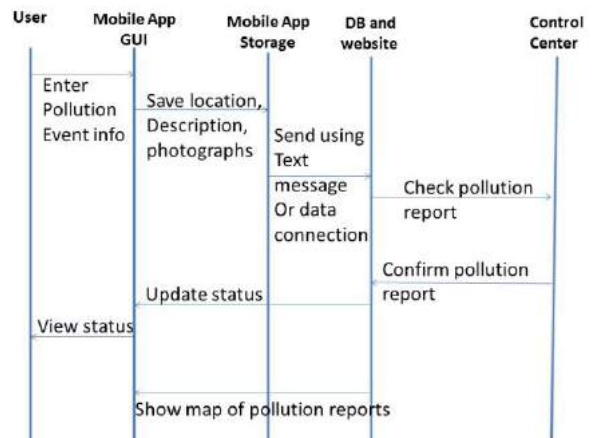 User
Mobile App
GUI
Mobile App
Storage
DB and
website
Control
Center
Enter
Pollution
Event info
Save location,
Description,
photographs
Send using
Text
message
Or data
connection
Check pollution
report
Confirm pollution
report
Update status
View status
Show map of pollution reports